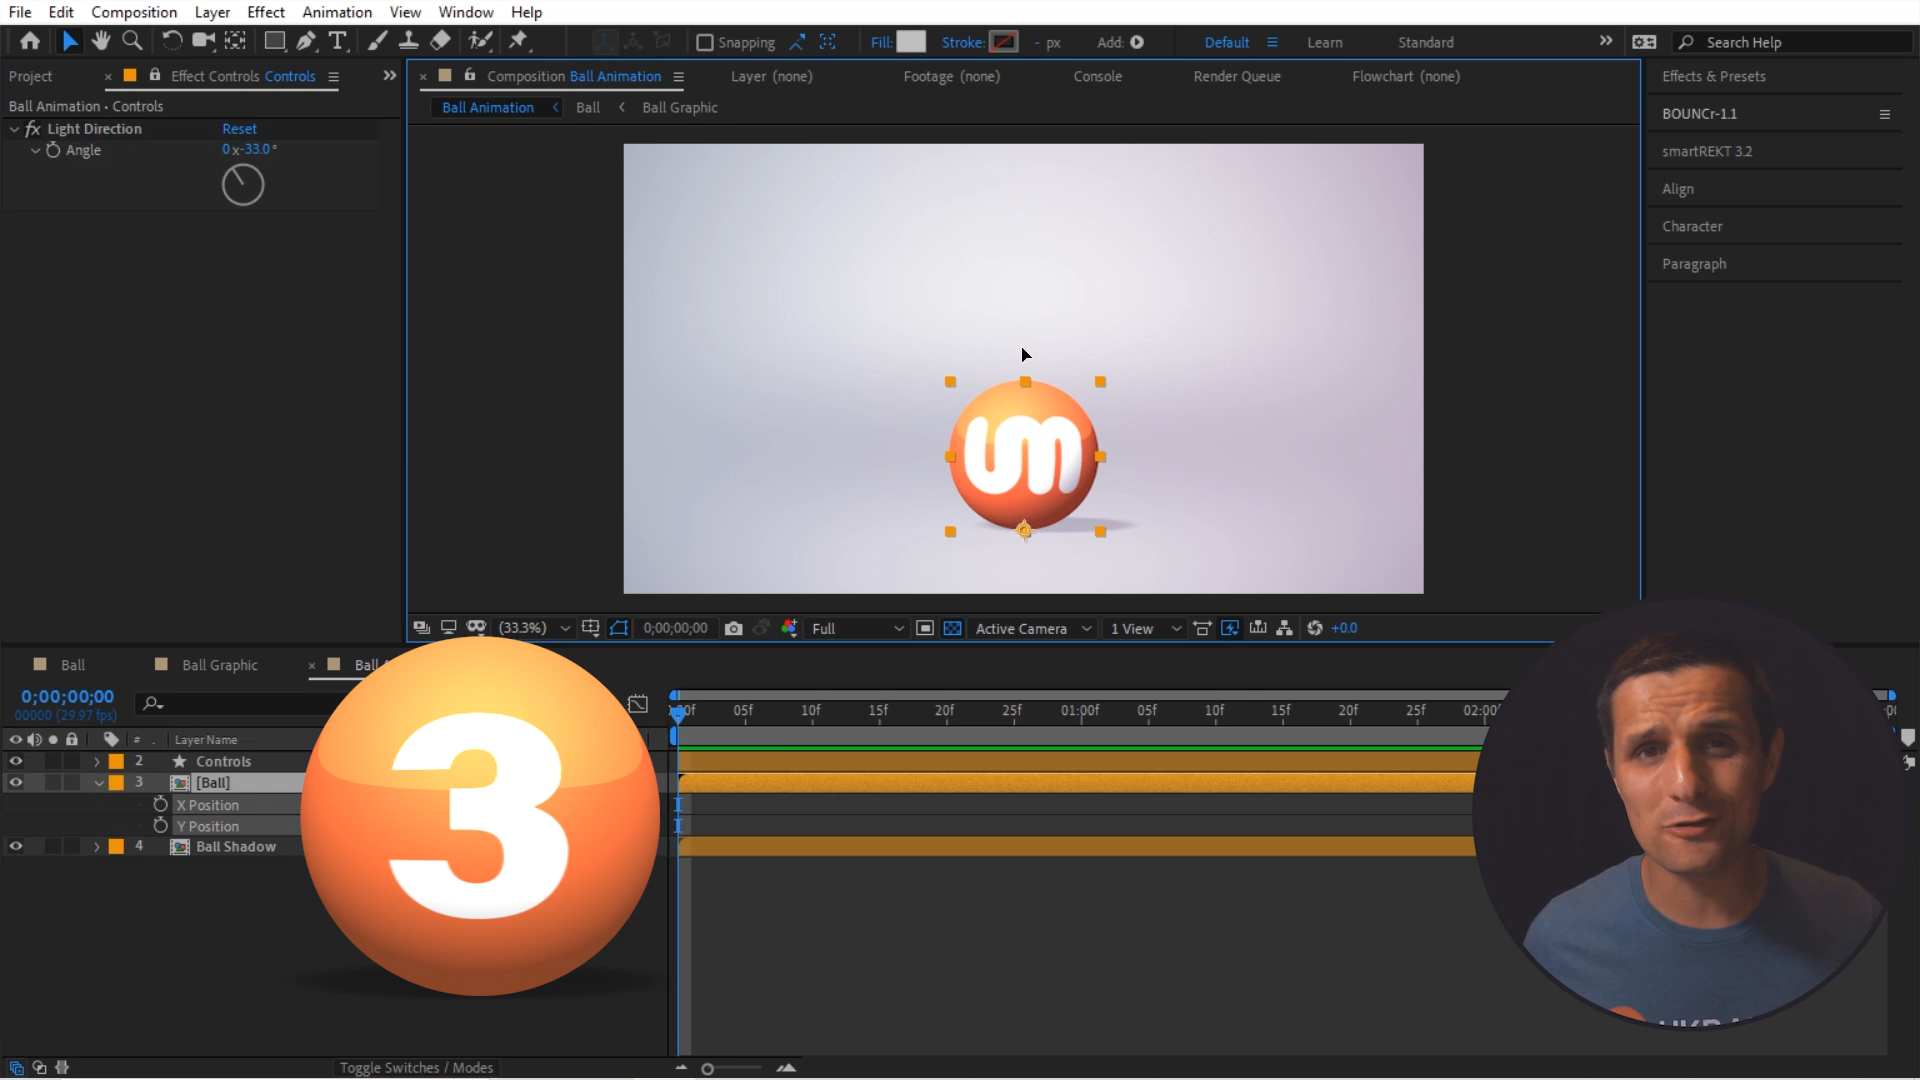 File Edit Composition Layer Effect Animation View Window Help
Snapping Fill: Stroke: - px Add: Default Learn Standard Search Help
Project Effect Controls Controls Composition Ball Animation Layer (none) Footage (none) Console Render Queue Flowchart (none) Effects & Presets
Ball Animation • Controls Ball Animation Ball Ball Graphic BOUNCr-1.1
fx Light Direction Reset
Angle 0 x-33.0 °
smartREKT 3.2
Align
Character
Paragraph
um
(33.3%) 0;00;00;00 Full Active Camera 1 View +0.0
Ball Ball Graphic Ball
0;00;00;00
00000 (29.97 fps)
05f 10f 15f 20f 25f 01:00f 05f 10f 15f 20f 25f 02:00f
# Layer Name
2 Controls
3 [Ball]
X Position
Y Position
4 Ball Shadow
3
Toggle Switches / Modes